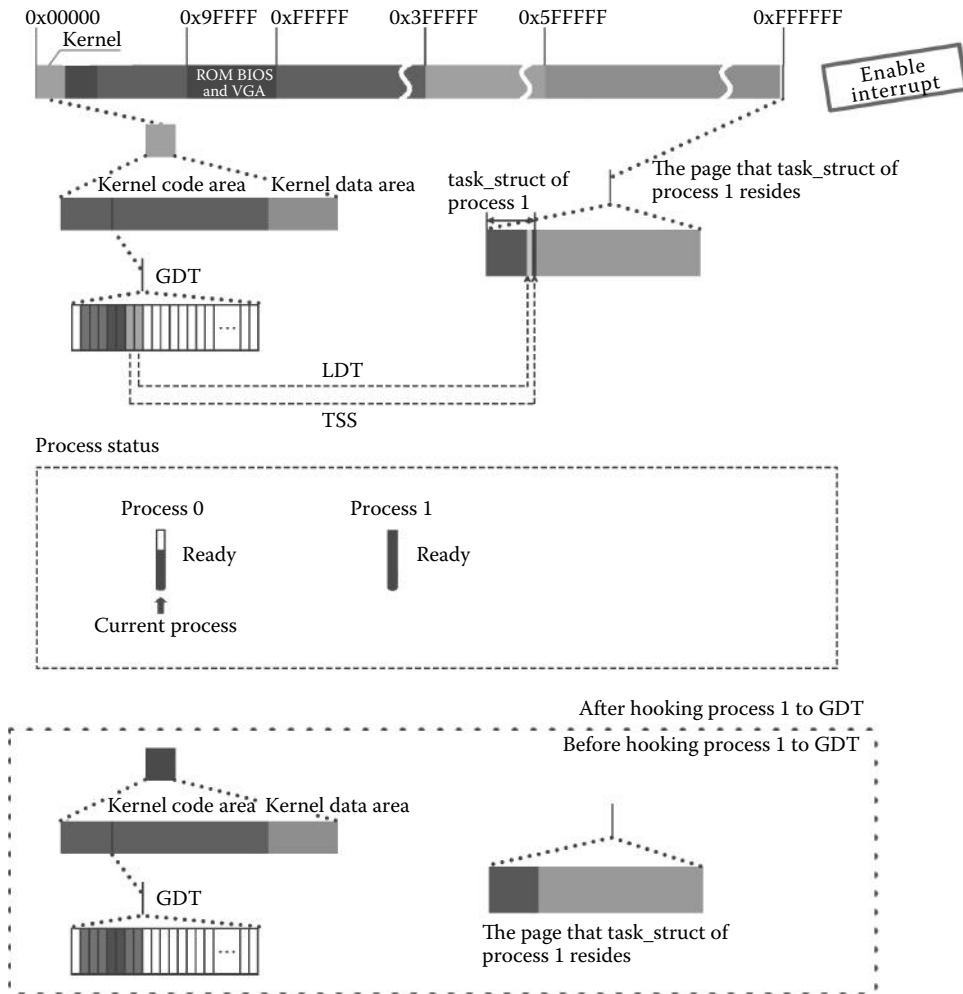 0x00000 0x9FFFF 0xFFFFF 0x3FFFFF 0x5FFFFF 0xFFFFFF
Kernel
ROM BIOS
and VGA
Enable
interrupt
Kernel code area Kernel data area
task_struct of
process 1
The page that task_struct of
process 1 resides
GDT
...
LDT
TSS
Process status
Process 0
Ready
Current process
Process 1
Ready
After hooking process 1 to GDT
Before hooking process 1 to GDT
Kernel code area Kernel data area
GDT
...
The page that task_struct of
process 1 resides